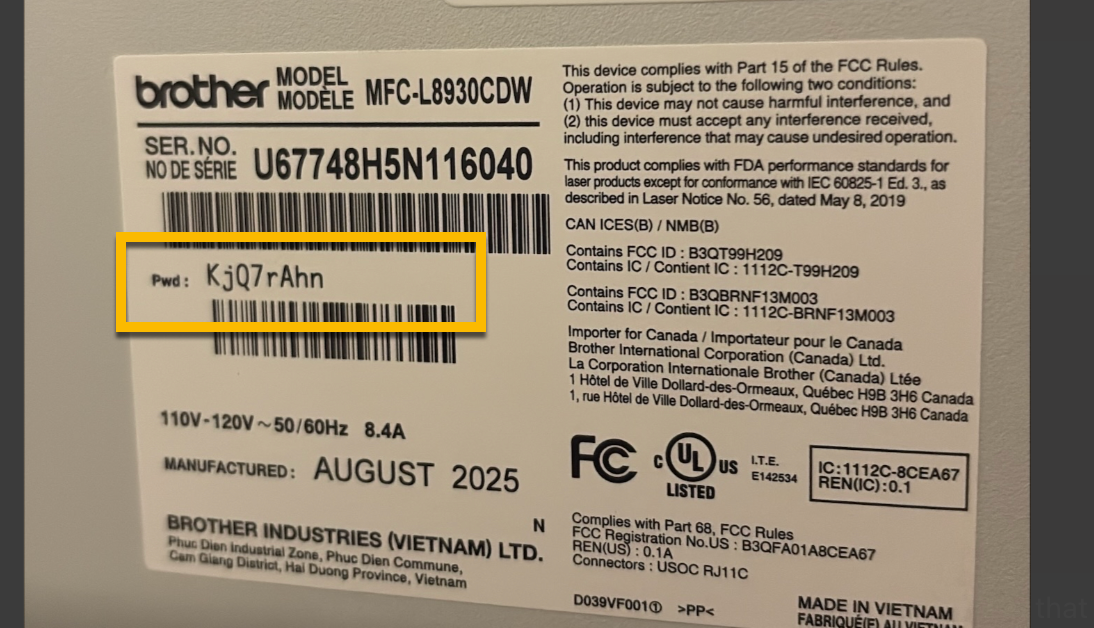 brother MODEL MODÈLE MFC-L8930CDW
SER.NO.
NO DE SÉRIE U67748H5N116040
Pwd : KjQ7rAhn
110V-120V～50/60Hz 8.4A
MANUFACTURED: AUGUST 2025
N
BROTHER INDUSTRIES (VIETNAM) LTD.
Phuc Dien Industrial Zone, Phuc Dien Commune,
Cam Giang District, Hai Duong Province, Vietnam
This device complies with Part 15 of the FCC Rules.
Operation is subject to the following two conditions:
(1) This device may not cause harmful interference, and
(2) this device must accept any interference received,
including interference that may cause undesired operation.
This product complies with FDA performance standards for
laser products except for conformance with IEC 60825-1 Ed. 3., as
described in Laser Notice No. 56, dated May 8, 2019
CAN ICES(B) / NMB(B)
Contains FCC ID : B3QT99H209
Contains IC / Contient IC : 1112C-T99H209
Contains FCC ID : B3QBRNF13M003
Contains IC / Contient IC : 1112C-BRNF13M003
Importer for Canada / Importateur pour le Canada
Brother International Corporation (Canada) Ltd.
La Corporation Internationale Brother (Canada) Ltée
1 Hôtel de Ville Dollard-des-Ormeaux, Québec H9B 3H6 Canada
1, rue Hôtel de Ville Dollard-des-Ormeaux, Québec H9B 3H6 Canada
FC
c UL US
LISTED
I.T.E.
E142534
IC:1112C-8CEA67
REN(IC):0.1
Complies with Part 68, FCC Rules
FCC Registration No.US : B3QFA01A8CEA67
REN(US) : 0.1A
Connectors : USOC RJ11C
D039VF001① >PP<
MADE IN VIETNAM
FABRIQUÉ(E) AU VIETNAM
that